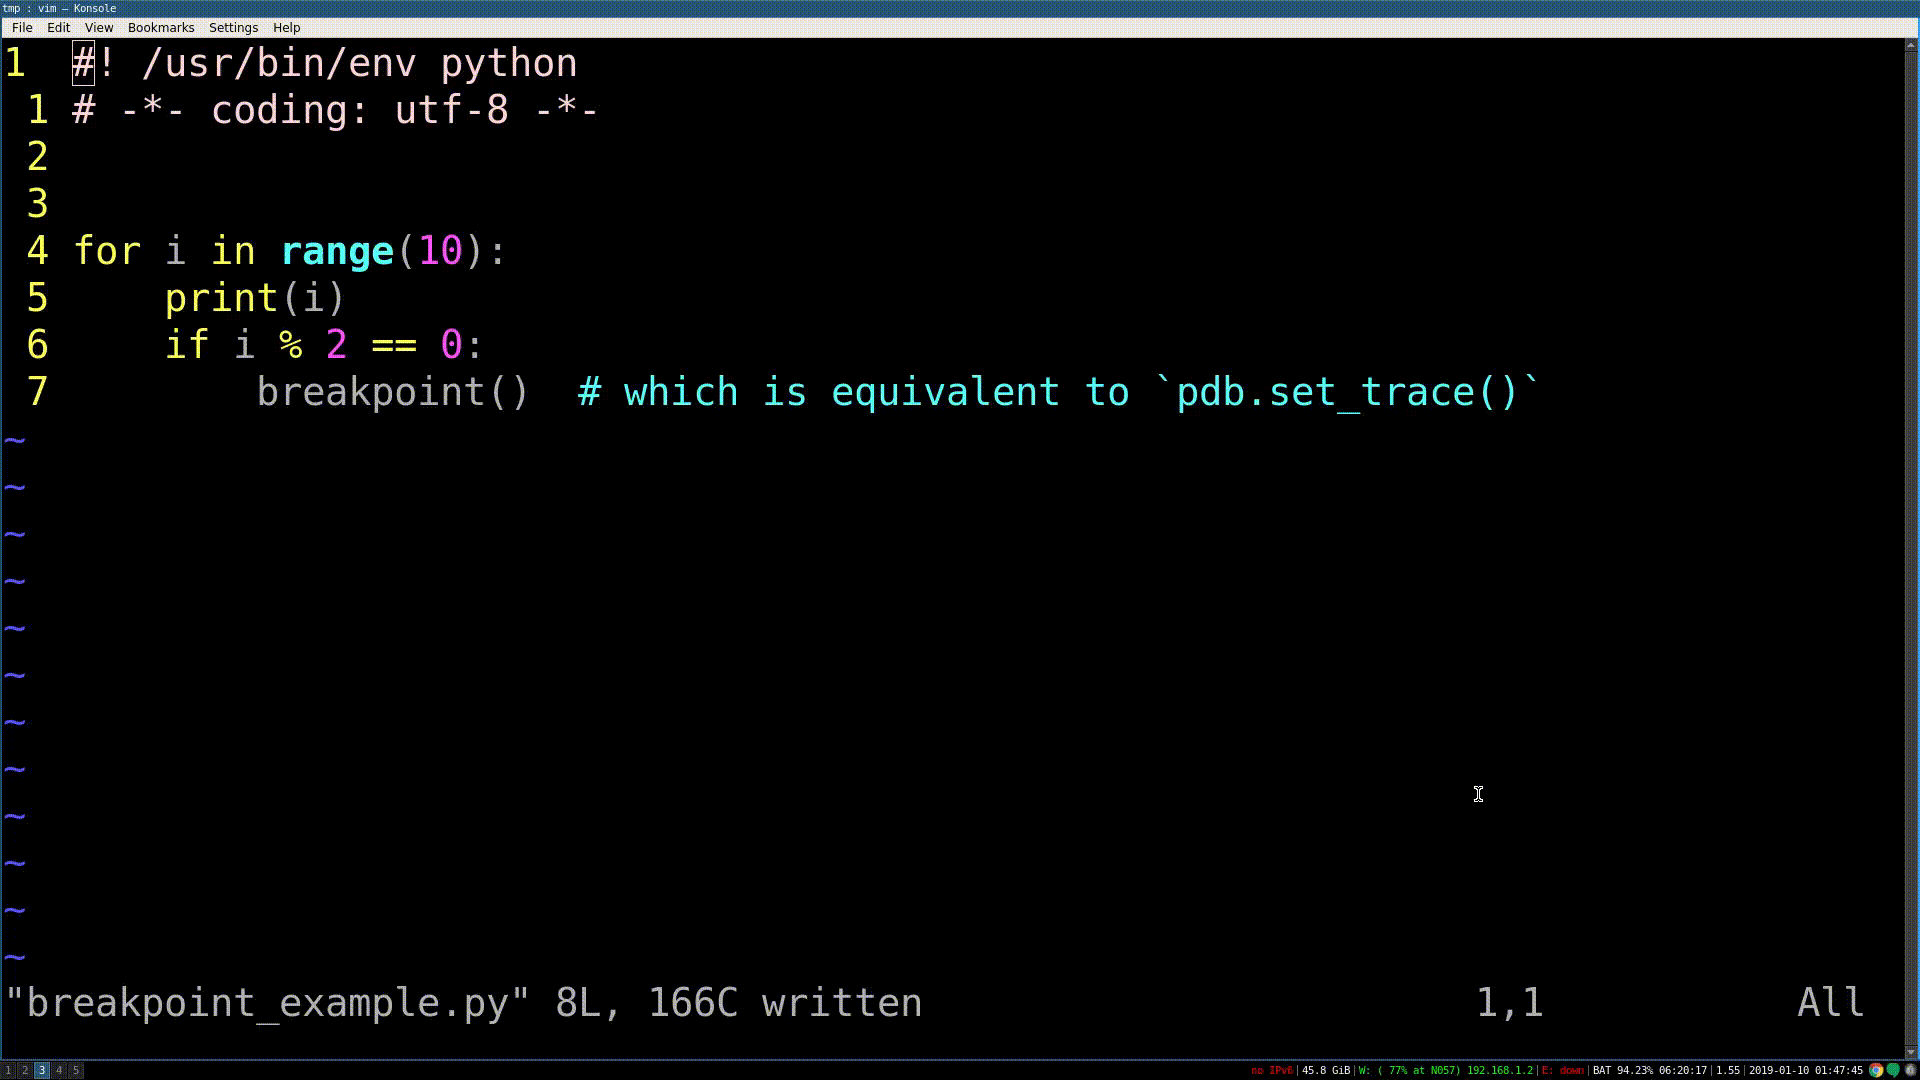 tmp : vim — Konsole
File Edit View Bookmarks Settings Help
1 #! /usr/bin/env python
1 # -*- coding: utf-8 -*-
2
3
4 for i in range(10):
5     print(i)
6     if i % 2 == 0:
7         breakpoint()  # which is equivalent to `pdb.set_trace()`
~
~
~
~
~
~
~
~
~
~
~
~
"breakpoint_example.py" 8L, 166C written 1,1 All
1 2 3 4 5 no IPv6|45.8 GiB|W: ( 77% at N057) 192.168.1.2|E: down|BAT 94.23% 06:20:17|1.55|2019-01-10 01:47:45